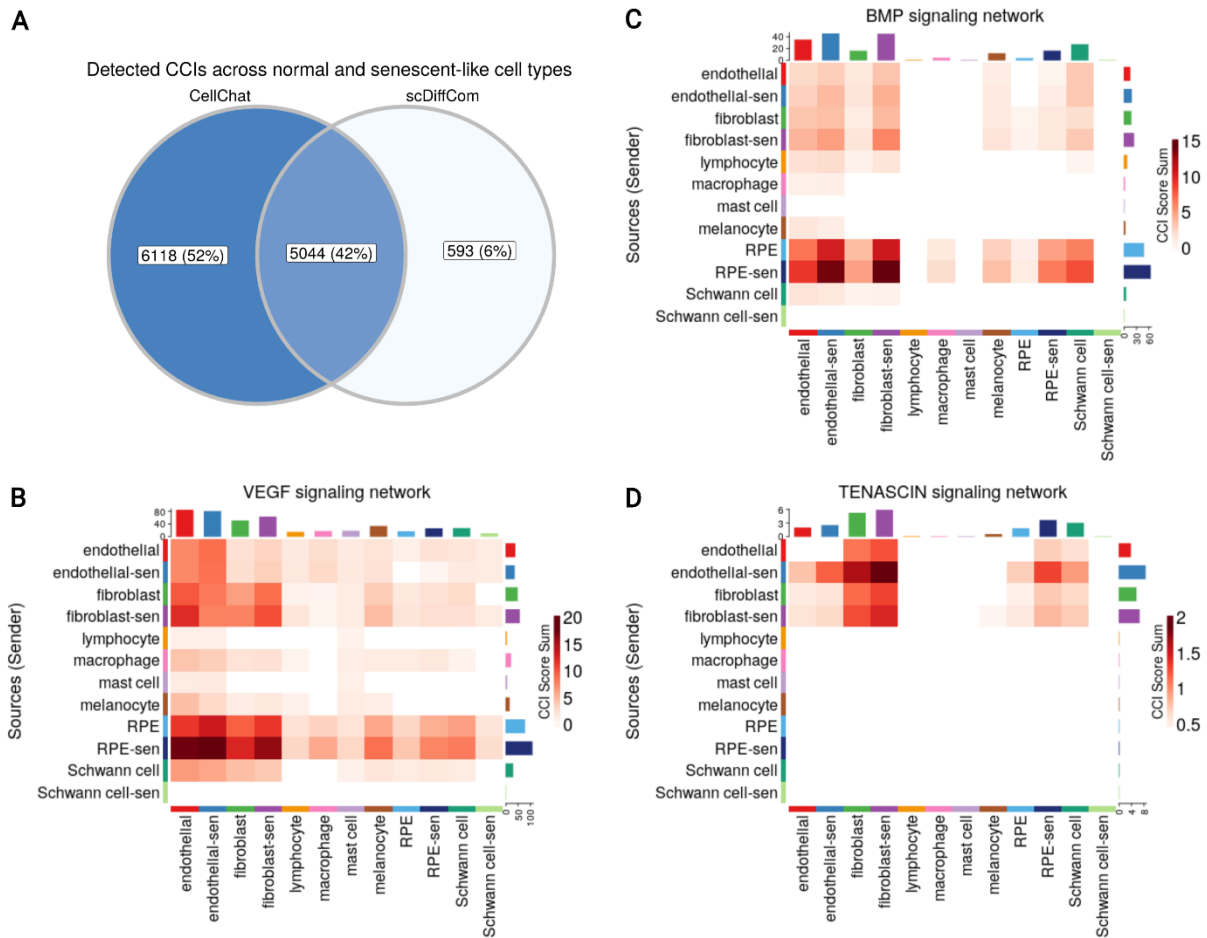 A
Detected CCIs across normal and senescent-like cell types
CellChat
scDiffCom
6118 (52%)
5044 (42%)
593 (6%)
B
VEGF signaling network
80
40
0
Sources (Sender)
endothelial
endothelial-sen
fibroblast
fibroblast-sen
lymphocyte
macrophage
mast cell
melanocyte
RPE
RPE-sen
Schwann cell
Schwann cell-sen
endothelial
endothelial-sen
fibroblast
fibroblast-sen
lymphocyte
macrophage
mast cell
melanocyte
RPE
RPE-sen
Schwann cell
Schwann cell-sen
0
50
100
CCI Score Sum
20
15
10
5
0
C
BMP signaling network
40
20
0
Sources (Sender)
endothelial
endothelial-sen
fibroblast
fibroblast-sen
lymphocyte
macrophage
mast cell
melanocyte
RPE
RPE-sen
Schwann cell
Schwann cell-sen
endothelial
endothelial-sen
fibroblast
fibroblast-sen
lymphocyte
macrophage
mast cell
melanocyte
RPE
RPE-sen
Schwann cell
Schwann cell-sen
0
30
60
CCI Score Sum
15
10
5
0
D
TENASCIN signaling network
6
3
0
Sources (Sender)
endothelial
endothelial-sen
fibroblast
fibroblast-sen
lymphocyte
macrophage
mast cell
melanocyte
RPE
RPE-sen
Schwann cell
Schwann cell-sen
endothelial
endothelial-sen
fibroblast
fibroblast-sen
lymphocyte
macrophage
mast cell
melanocyte
RPE
RPE-sen
Schwann cell
Schwann cell-sen
0
4
8
CCI Score Sum
2
1.5
1
0.5